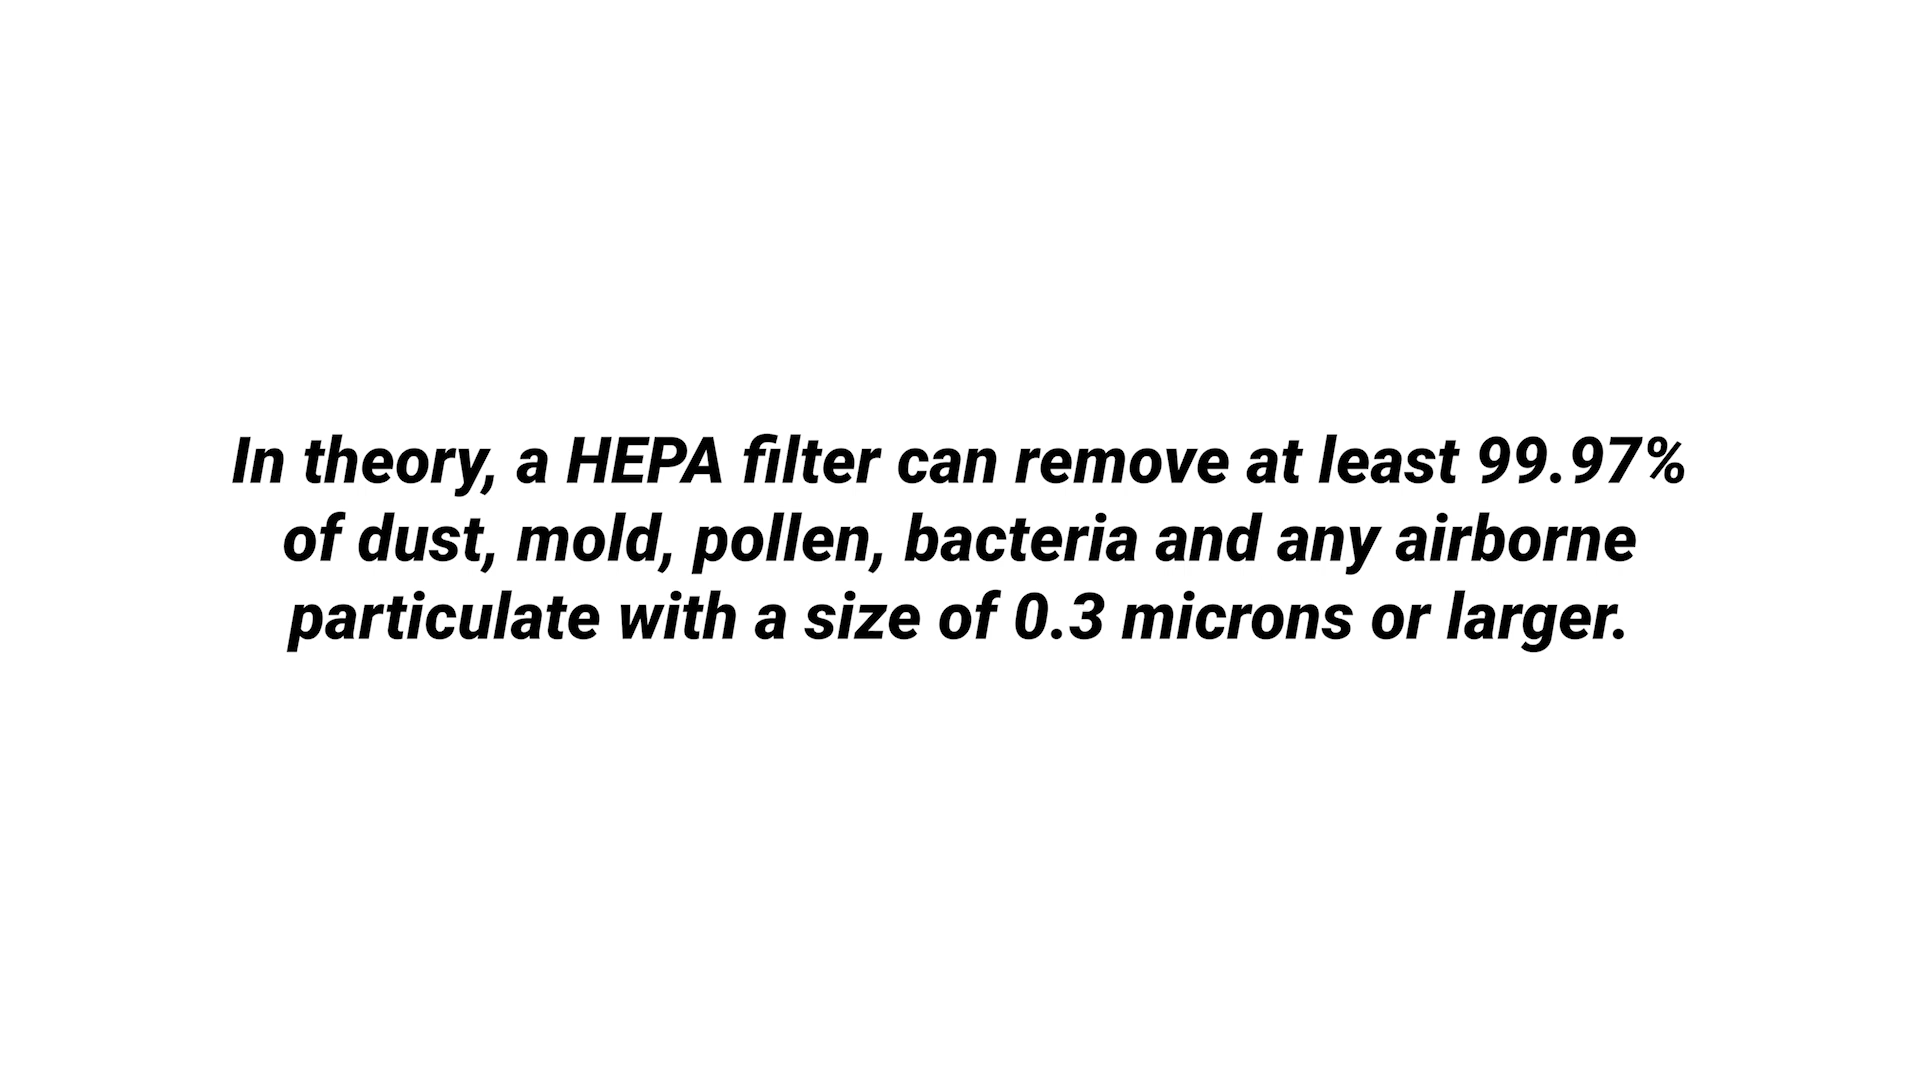 In theory, a HEPA filter can remove at least 99.97%
of dust, mold, pollen, bacteria and any airborne
particulate with a size of 0.3 microns or larger.